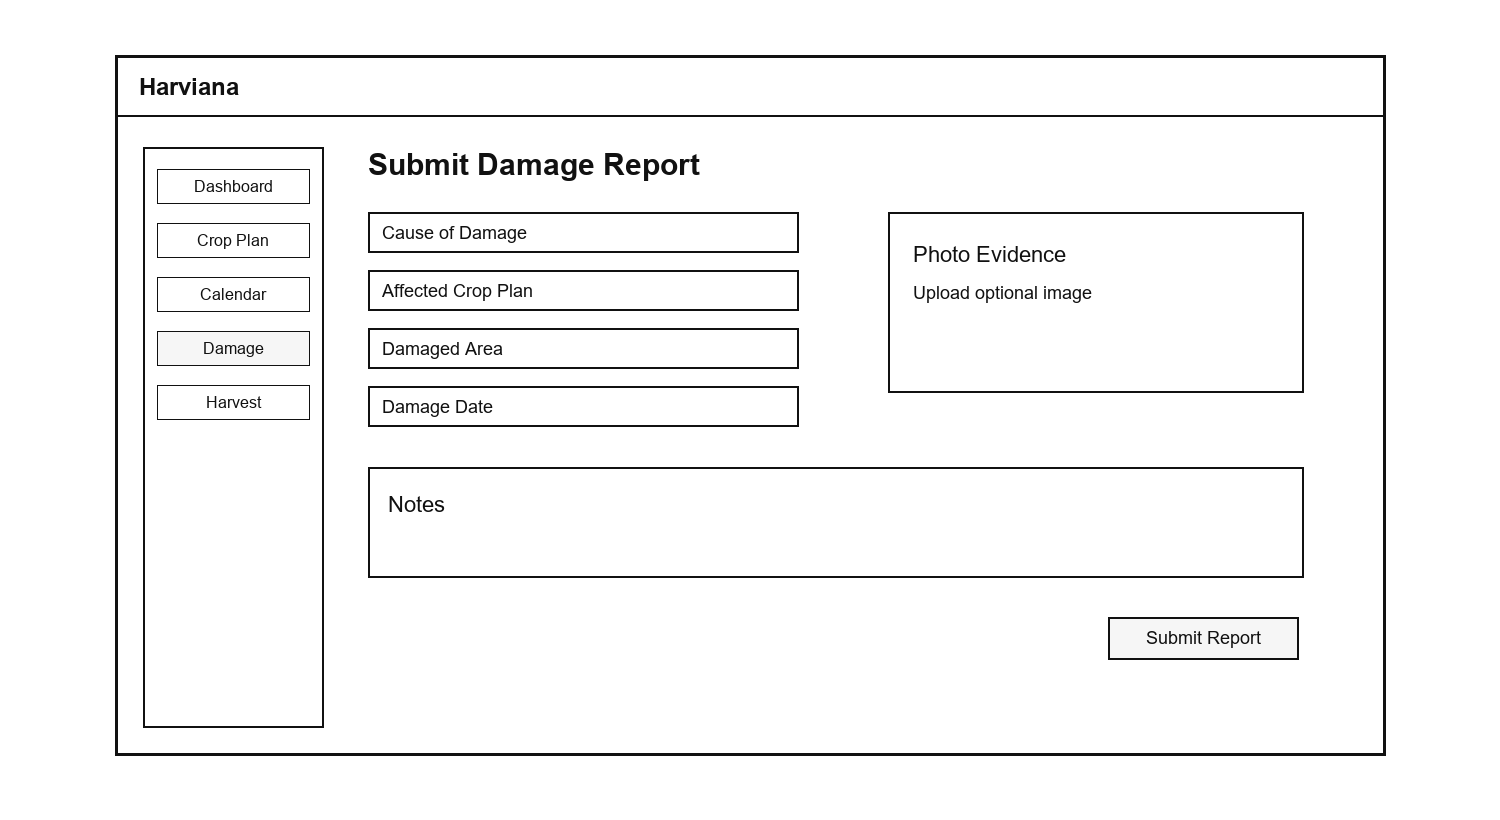 Harviana
Dashboard
Crop Plan
Calendar
Damage
Harvest
Submit Damage Report
Cause of Damage
Affected Crop Plan
Damaged Area
Damage Date
Photo Evidence
Upload optional image
Notes
Submit Report